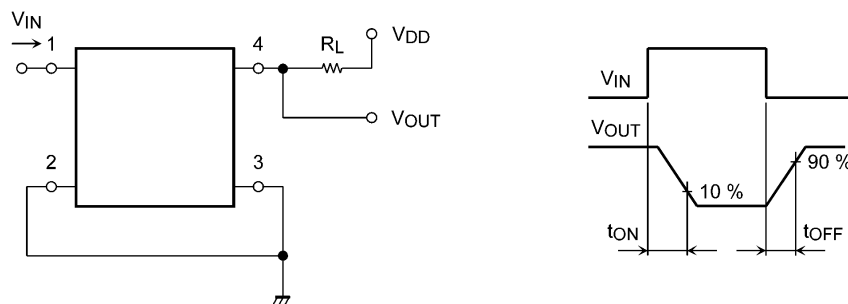 VIN
1
4
RL
VDD
VOUT
2
3
VIN
VOUT
10 %
90 %
tON
tOFF